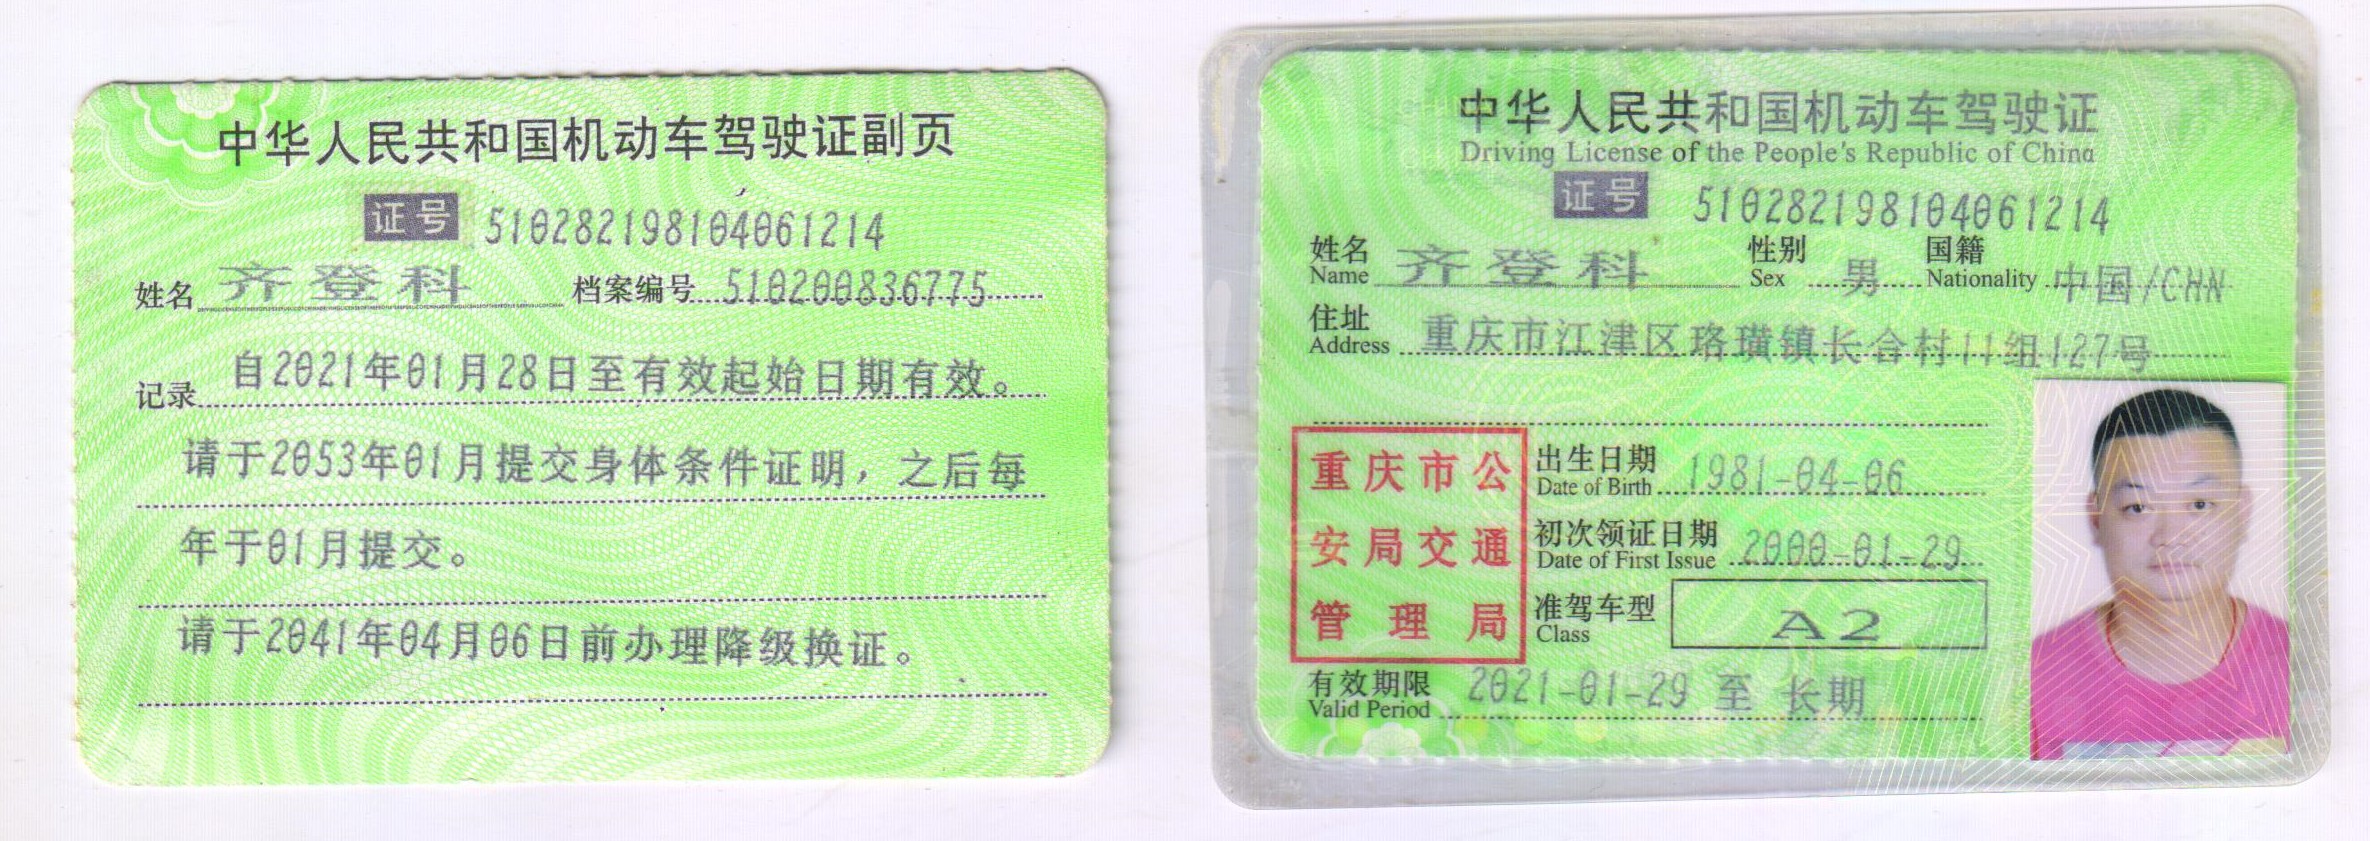 中华人民共和国机动车驾驶证副页
证号 510282198104061214
姓名 齐登科 档案编号 510200836775
记录 自2021年01月28日至有效起始日期有效。
请于2053年01月提交身体条件证明，之后每
年于01月提交。
请于2041年04月06日前办理降级换证。
中华人民共和国机动车驾驶证
Driving License of the People's Republic of China
证号 510282198104061214
姓名 齐登科 性别 男 国籍 中国/CHN
Name Sex Nationality
住址 重庆市江津区珞璜镇长合村11组127号
Address
重庆市公
安局交通
管理局
出生日期 1981-04-06
Date of Birth
初次领证日期 2000-01-29
Date of First Issue
准驾车型 A2
Class
有效期限 2021-01-29 至 长期
Valid Period